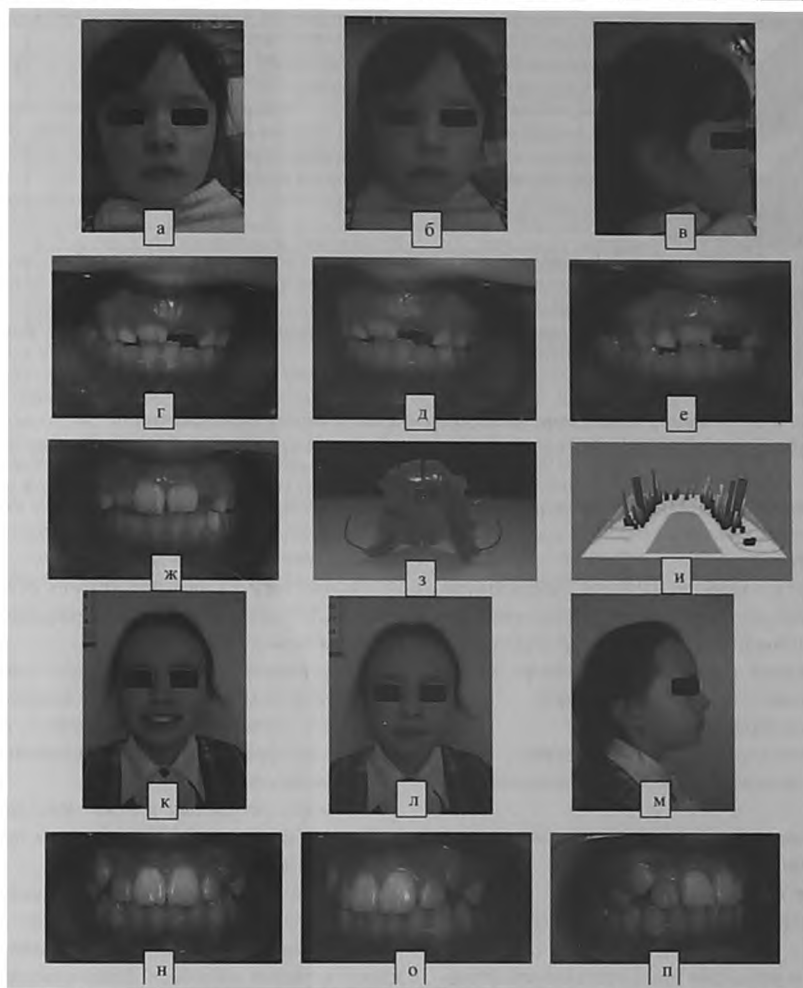 а
б
в
г
д
е
ж
з
и
к
л
м
н
о
п